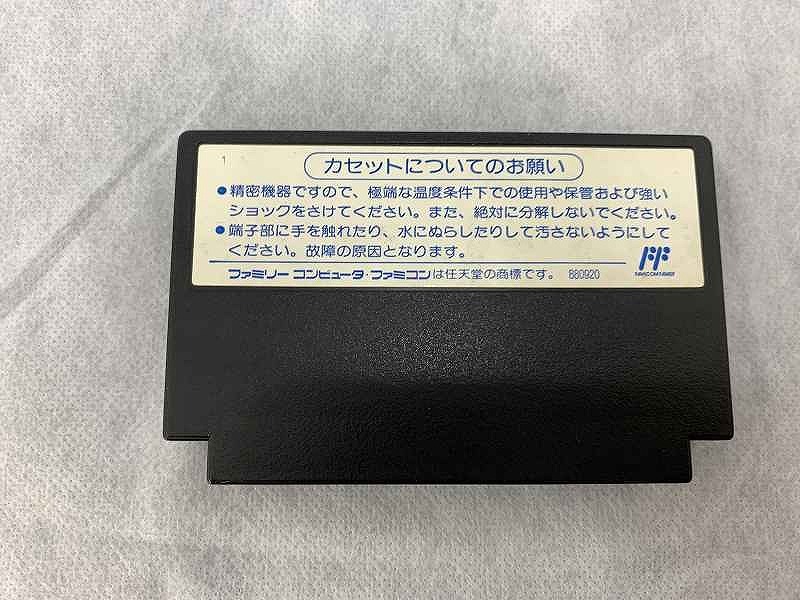 1
カセットについてのお願い
●精密機器ですので、極端な温度条件下での使用や保管および強い
ショックをさけてください。また、絶対に分解しないでください。
●端子部に手を触れたり、水にぬらしたりして汚さないようにして
ください。故障の原因となります。
ファミリーコンピュータ・ファミコンは任天堂の商標です。 880920
FAMICOM FAMILY